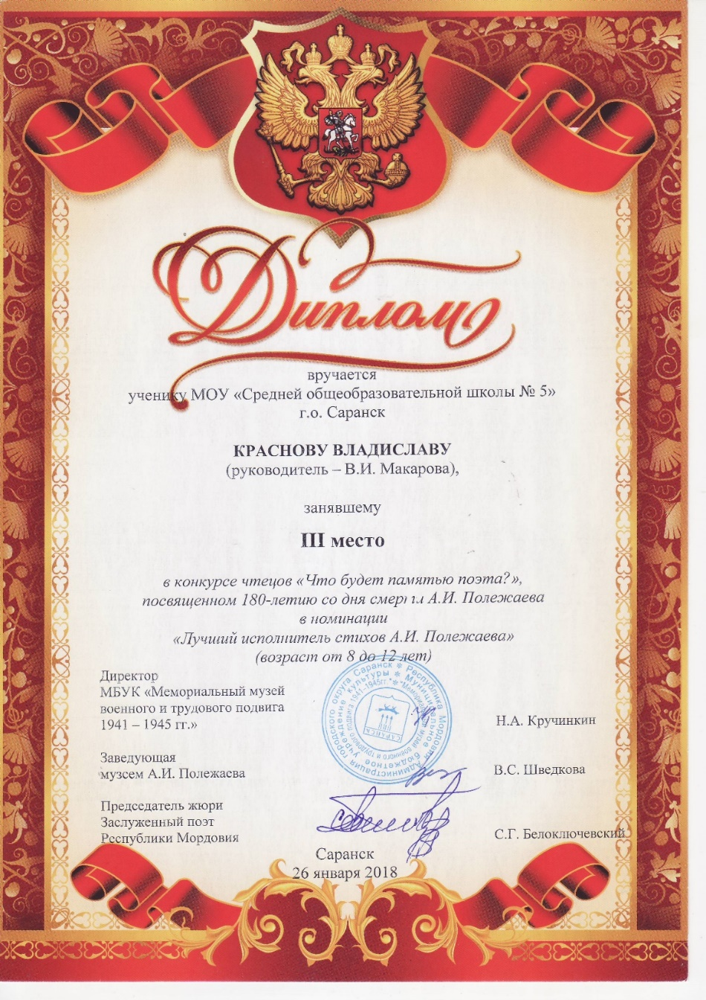 Диплом
вручается
ученику МОУ «Средней общеобразовательной школы № 5»
г.о. Саранск
КРАСНОВУ ВЛАДИСЛАВУ
(руководитель – В.И. Макарова),
занявшему
III место
в конкурсе чтецов «Что будет памятью поэта?»,
посвященном 180-летию со дня смерти А.И. Полежаева
в номинации
«Лучший исполнитель стихов А.И. Полежаева»
(возраст от 8 до 12 лет)
Директор
МБУК «Мемориальный музей
военного и трудового подвига
1941 – 1945 гг.»
Н.А. Кручинкин
Заведующая
музеем А.И. Полежаева
В.С. Шведкова
Председатель жюри
Заслуженный поэт
Республики Мордовия
С.Г. Белоключевский
Саранск
26 января 2018
Администрация городского округа Саранск * Республика Мордовия
Муниципальное бюджетное учреждение культуры *
"Мемориальный музей военного и трудового подвига 1941-1945гг." *
САРАНСК